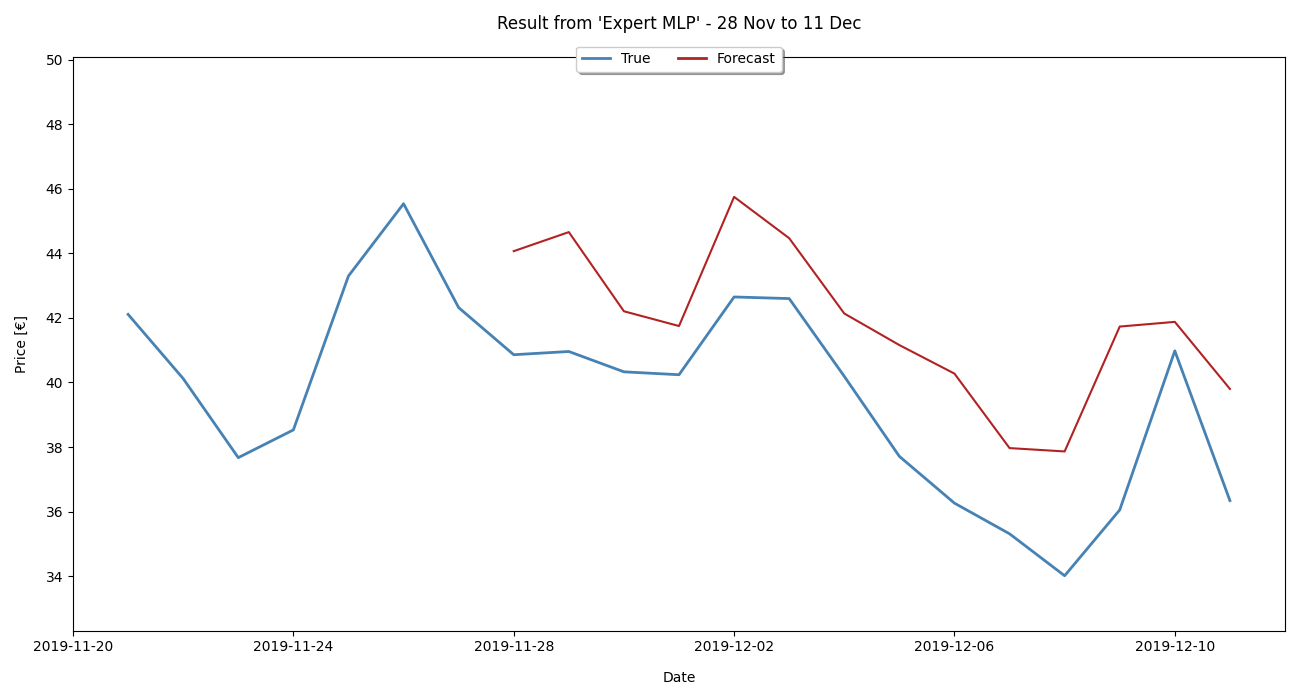 Result from 'Expert MLP' - 28 Nov to 11 Dec
True Forecast
50
48
46
44
42
40
38
36
34
Price [€]
2019-11-20 2019-11-24 2019-11-28 2019-12-02 2019-12-06 2019-12-10
Date